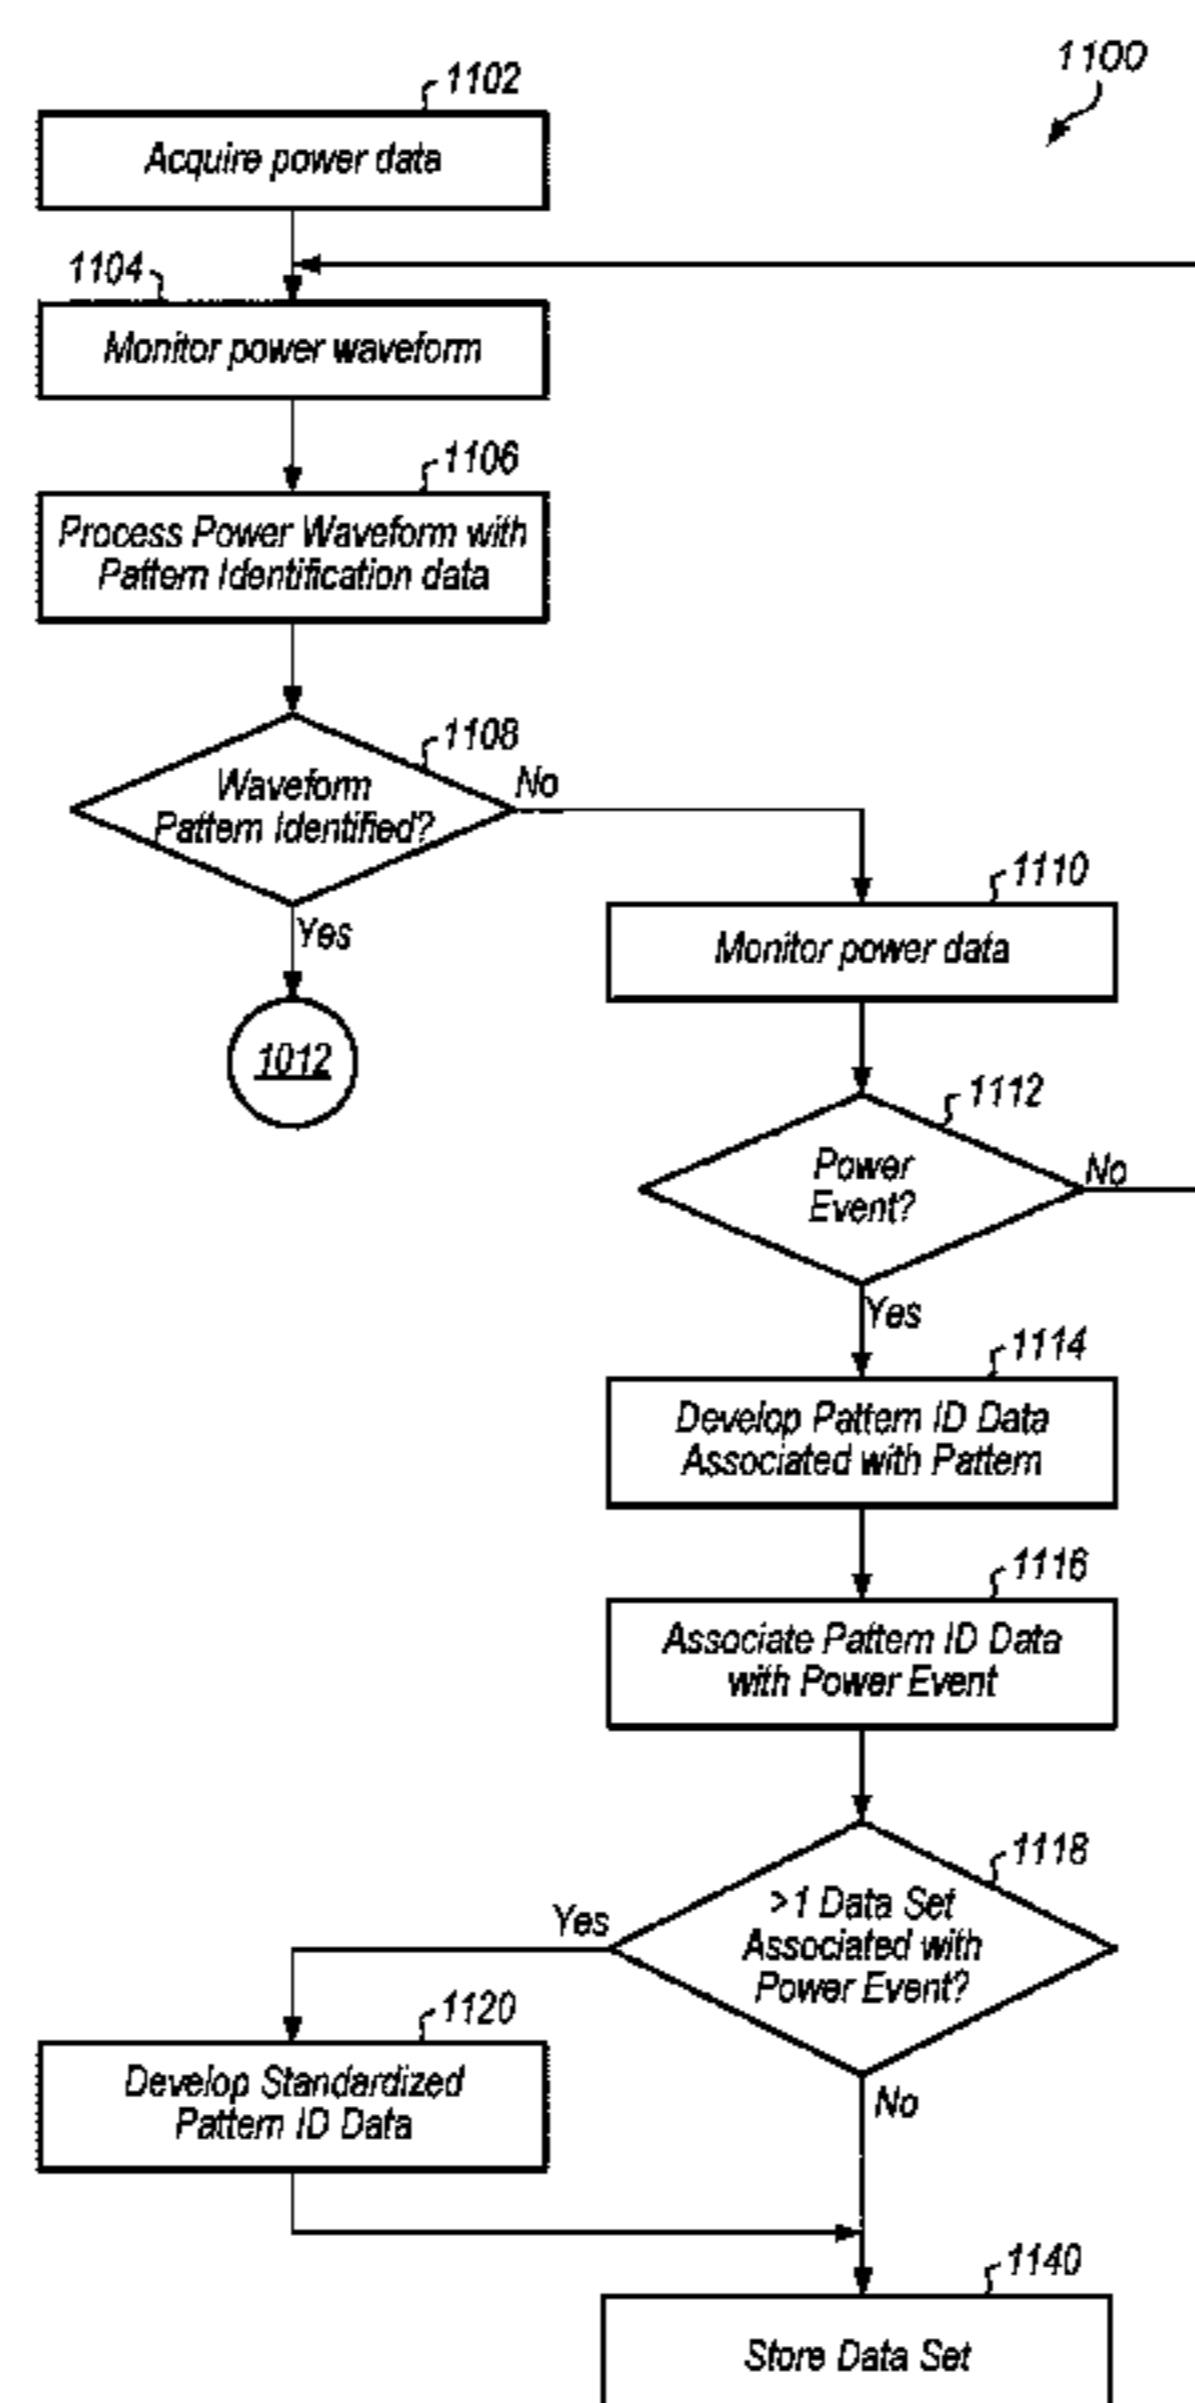 1100
1102
Acquire power data
1104
Monitor power waveform
1106
Process Power Waveform with
Pattern Identification data
1108
Waveform
Pattern Identified?
No
Yes
1012
1110
Monitor power data
1112
Power
Event?
No
Yes
1114
Develop Pattern ID Data
Associated with Pattern
1116
Associate Pattern ID Data
with Power Event
1118
>1 Data Set
Associated with
Power Event?
Yes
No
1120
Develop Standardized
Pattern ID Data
1140
Store Data Set